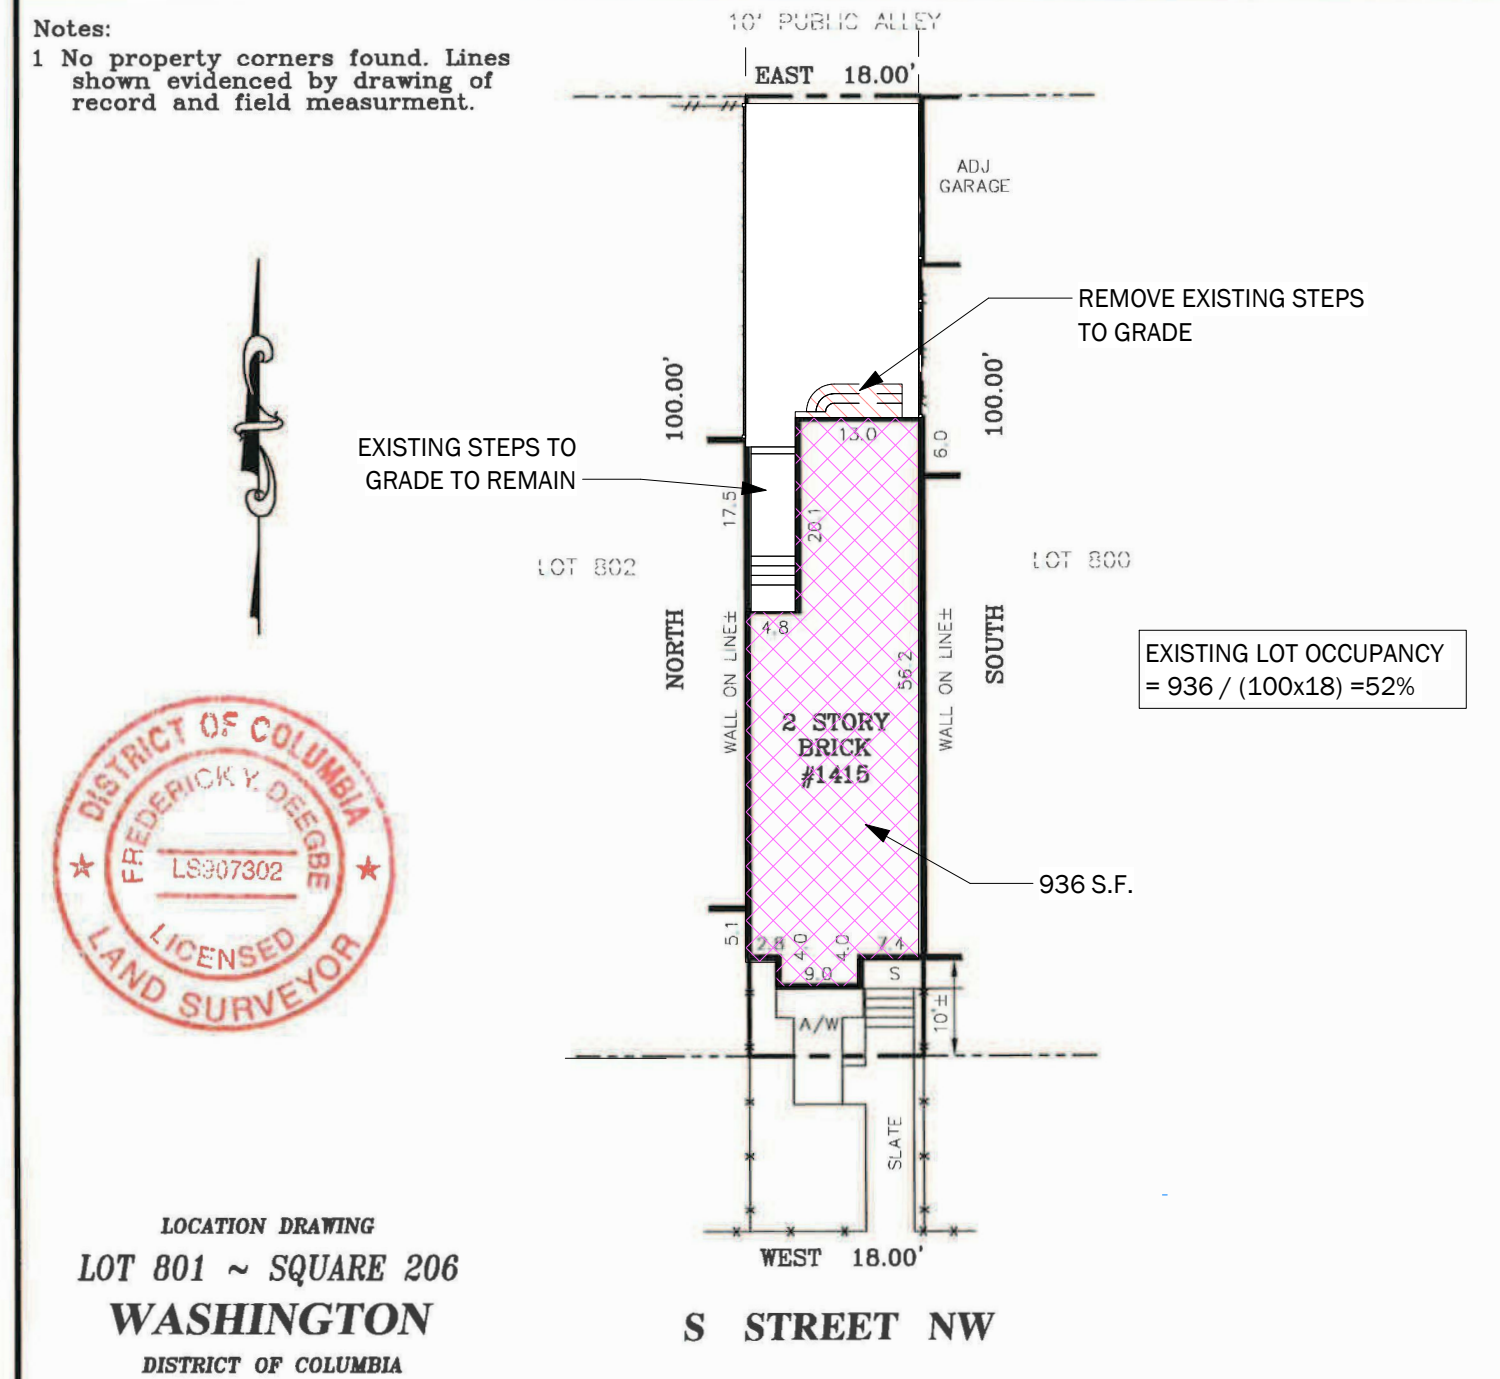 Notes:
1 No property corners found. Lines
shown evidenced by drawing of
record and field measurment.
10' PUBLIC ALLEY
EAST 18.00'
ADJ
GARAGE
REMOVE EXISTING STEPS
TO GRADE
100.00'
100.00'
EXISTING STEPS TO
GRADE TO REMAIN
13.0
6.0
17.5
20.1
LOT 802
LOT 800
NORTH
WALL ON LINE±
4.8
56.2
WALL ON LINE±
SOUTH
EXISTING LOT OCCUPANCY
= 936 / (100x18) =52%
2 STORY
BRICK
#1415
936 S.F.
DISTRICT OF COLUMBIA
FREDERICK Y. DEEGBE
LS907302
LICENSED
LAND SURVEYOR
5.1
2.8
4.0
4.0
7.4
9.0
S
A/W
10'±
SLATE
WEST 18.00'
S STREET NW
LOCATION DRAWING
LOT 801 ~ SQUARE 206
WASHINGTON
DISTRICT OF COLUMBIA